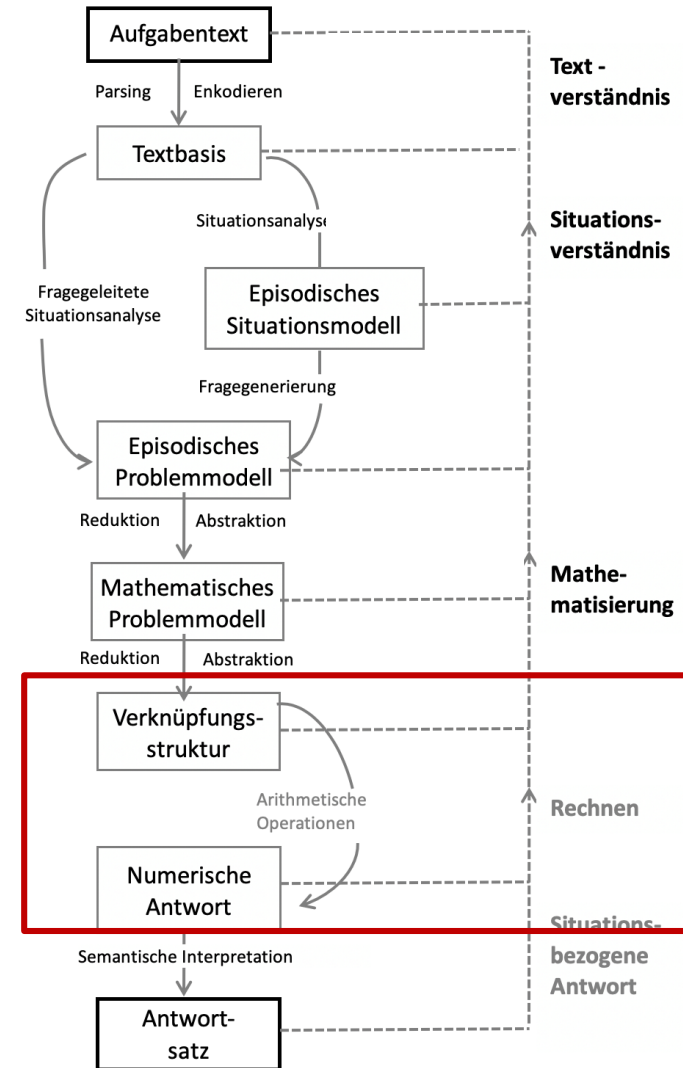 Aufgabentext
Text -
verständnis
Parsing
Enkodieren
Textbasis
Situationsanalyse
Situations-
verständnis
Fragegeleitete
Situationsanalyse
Episodisches
Situationsmodell
Fragegenerierung
Episodisches
Problemmodell
Reduktion
Abstraktion
Mathematisches
Problemmodell
Mathe-
matisierung
Reduktion
Abstraktion
Verknüpfungs-
struktur
Arithmetische
Operationen
Rechnen
Numerische
Antwort
Situations-
bezogene
Antwort
Semantische Interpretation
Antwort-
satz